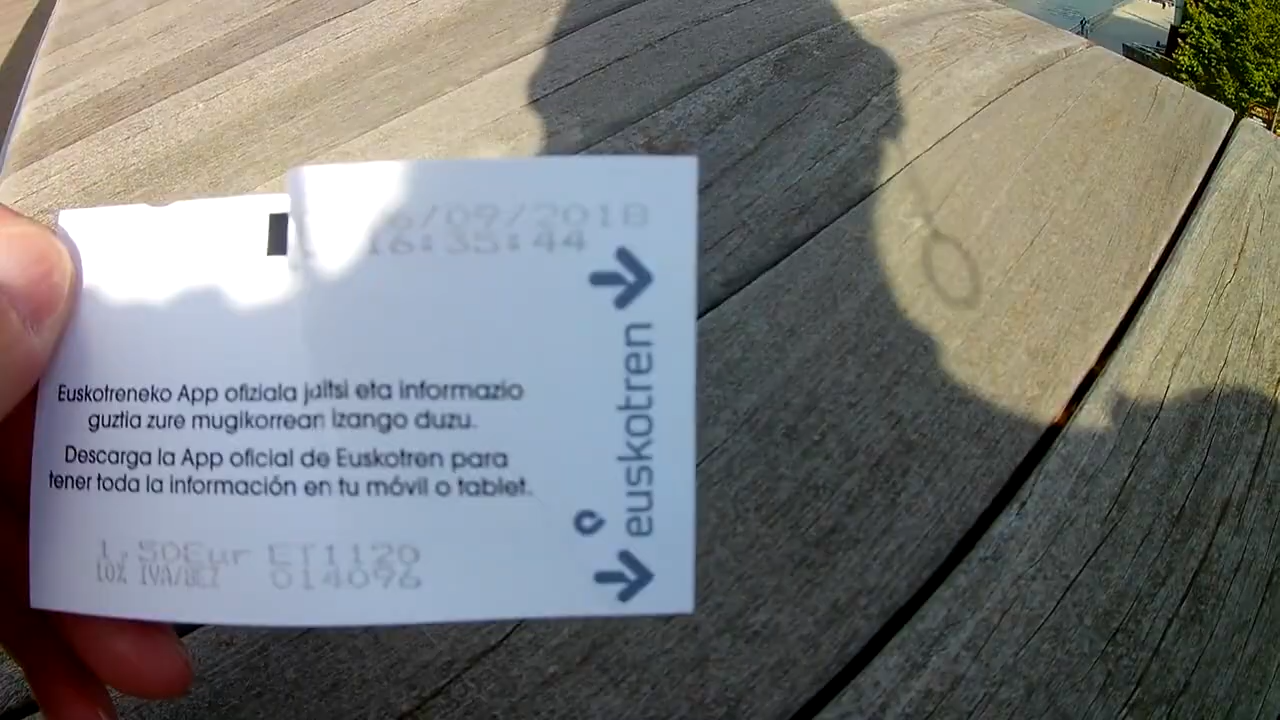 6/09/2018
16:35:44
euskotren
Euskotreneko App ofiziala jaitsi eta informazio
guztia zure mugikorrean izango duzu.
Descarga la App oficial de Euskotren para
tener toda la información en tu móvil o tablet.
1,50Eur ET1120
10% IVA/BEZ 014096